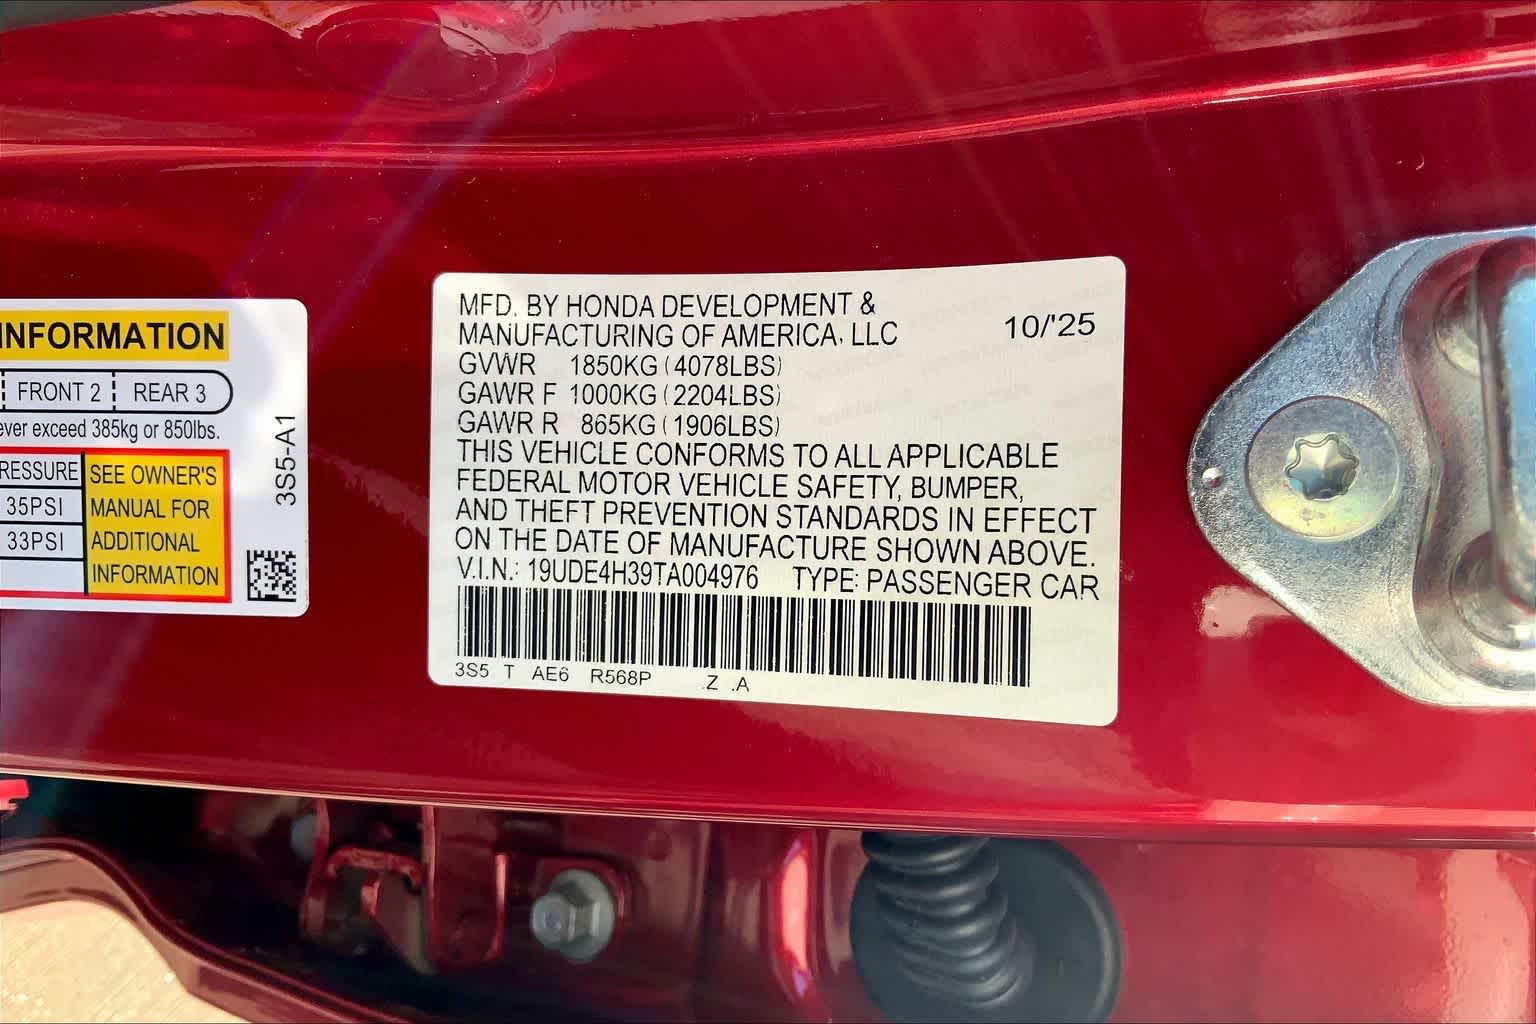 INFORMATION
FRONT 2 REAR 3
ever exceed 385kg or 850lbs.
RESSURE SEE OWNER'S
35PSI MANUAL FOR
33PSI ADDITIONAL
INFORMATION
3S5-A1
MFD. BY HONDA DEVELOPMENT &
MANUFACTURING OF AMERICA, LLC 10/'25
GVWR 1850KG (4078LBS)
GAWR F 1000KG (2204LBS)
GAWR R 865KG (1906LBS)
THIS VEHICLE CONFORMS TO ALL APPLICABLE
FEDERAL MOTOR VEHICLE SAFETY, BUMPER,
AND THEFT PREVENTION STANDARDS IN EFFECT
ON THE DATE OF MANUFACTURE SHOWN ABOVE.
V.I.N.: 19UDE4H39TA004976 TYPE: PASSENGER CAR
3S5 T AE6 R568P .Z .A